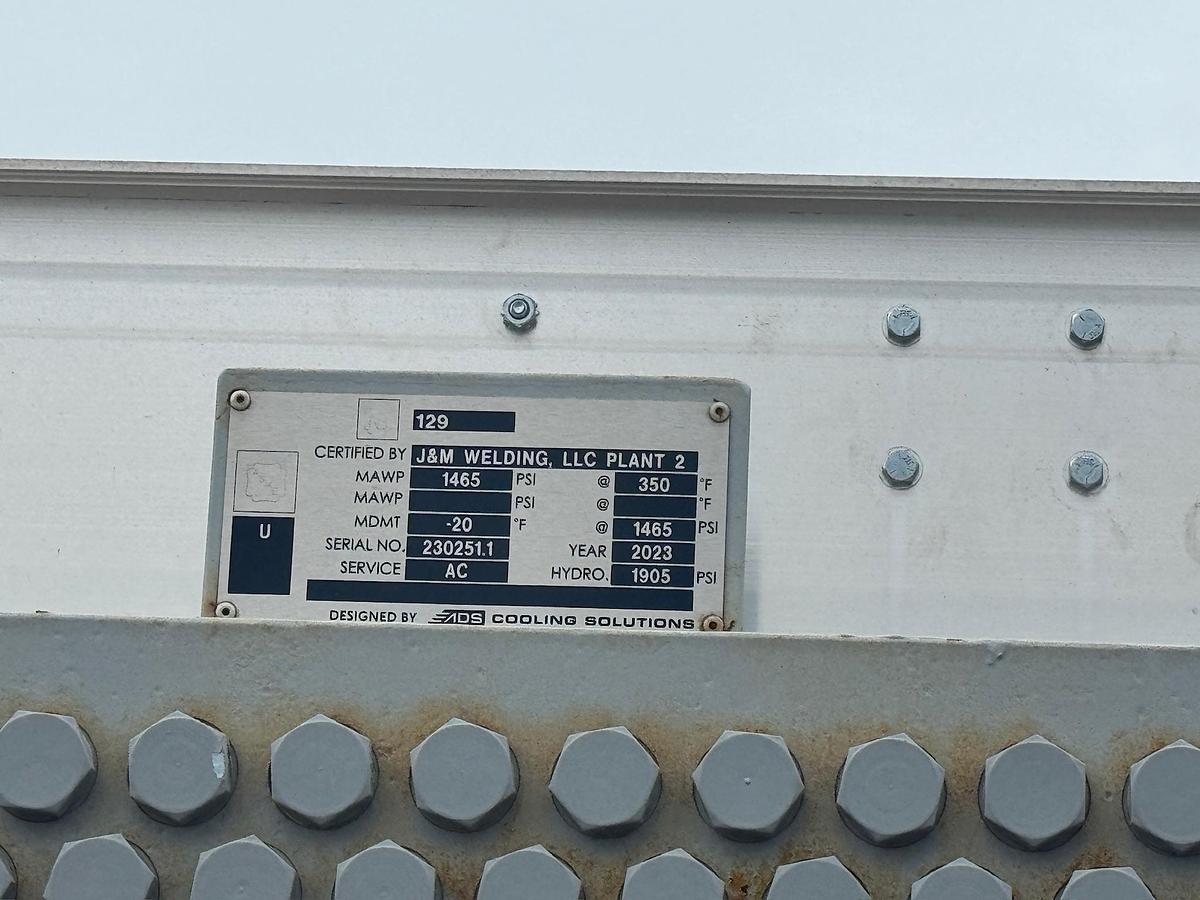 129
CERTIFIED BY J&M WELDING, LLC PLANT 2
MAWP 1465 PSI @ 350 °F
MAWP PSI @ °F
MDMT -20 °F @ 1465 PSI
U
SERIAL NO. 230251.1 YEAR 2023
SERVICE AC HYDRO. 1905 PSI
DESIGNED BY ADS COOLING SOLUTIONS